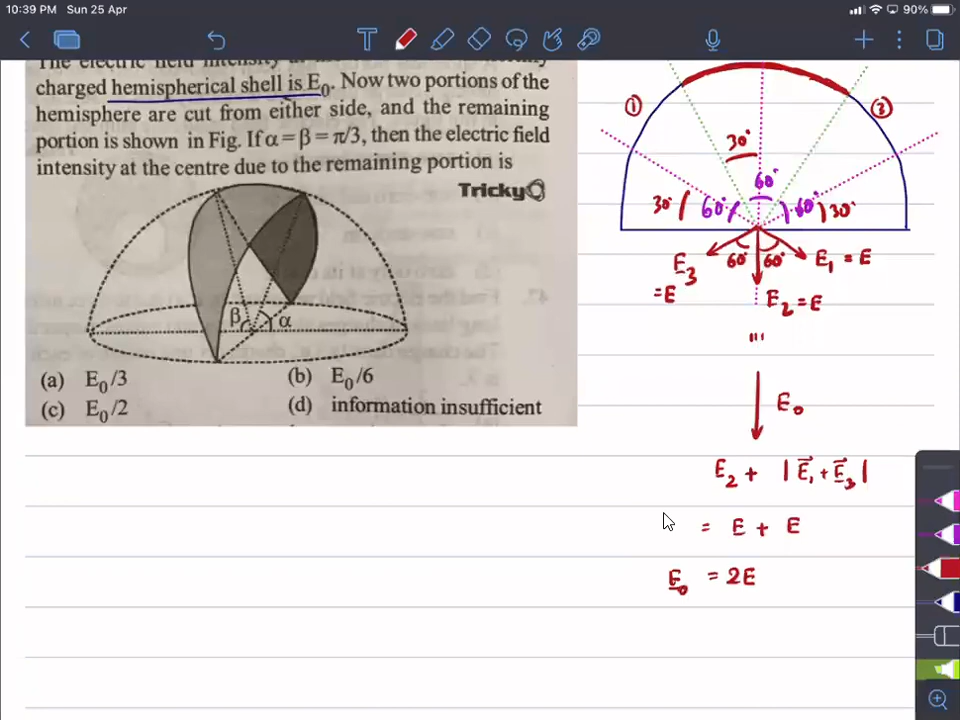 10:39 PM Sun 25 Apr
90%
charged hemispherical shell is E₀. Now two portions of the
hemisphere are cut from either side, and the remaining
portion is shown in Fig. If α = β = π/3, then the electric field
intensity at the centre due to the remaining portion is
Tricky
β
α
(a) E₀/3
(b) E₀/6
(c) E₀/2
(d) information insufficient
①
③
30°
60°
30° 60° 60° 30°
E₃ 60° 60° E₁ = E
= E
E₂ = E
E₀
E₂ + |E⃗₁ + E⃗₃|
= E + E
E₀ = 2E